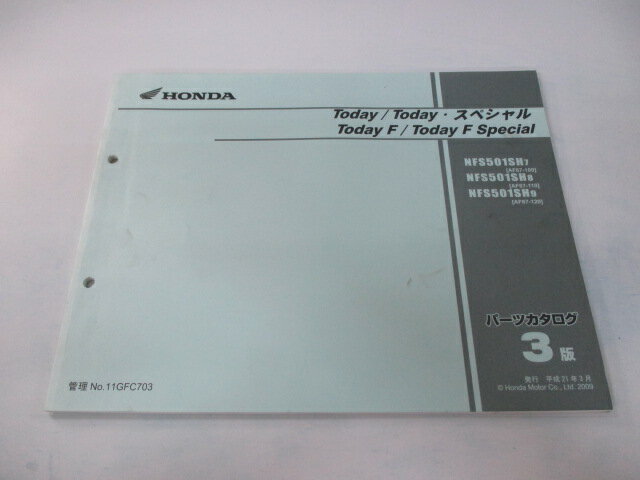 HONDA
Today / Today・スペシャル
Today F / Today F Special
NFS501SH7
[AF67-100]
NFS501SH8
[AF67-110]
NFS501SH9
[AF67-120]
パーツカタログ
3版
発行 平成21年3月
© Honda Motor Co., Ltd. 2009
管理 No.11GFC703